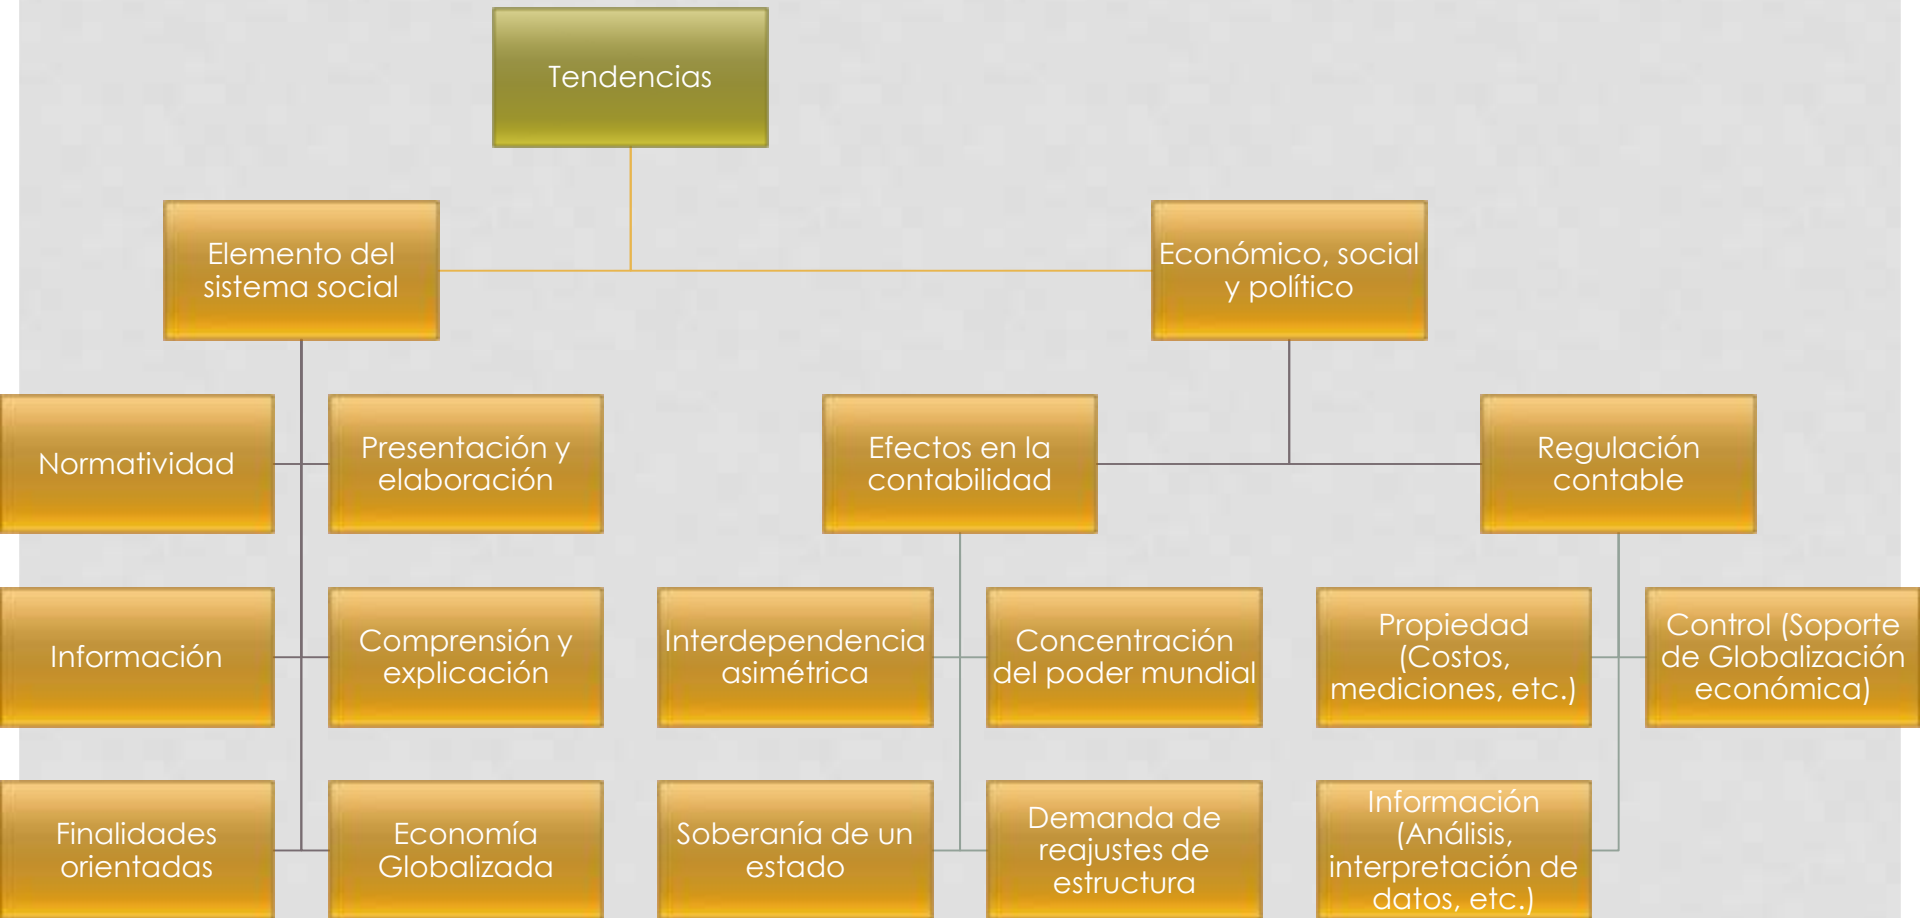 Tendencias
Elemento del
sistema social
Económico, social
y político
Normatividad
Presentación y
elaboración
Efectos en la
contabilidad
Regulación
contable
Información
Comprensión y
explicación
Interdependencia
asimétrica
Concentración
del poder mundial
Propiedad
(Costos,
mediciones, etc.)
Control (Soporte
de Globalización
económica)
Finalidades
orientadas
Economía
Globalizada
Soberanía de un
estado
Demanda de
reajustes de
estructura
Información
(Análisis,
interpretación de
datos, etc.)